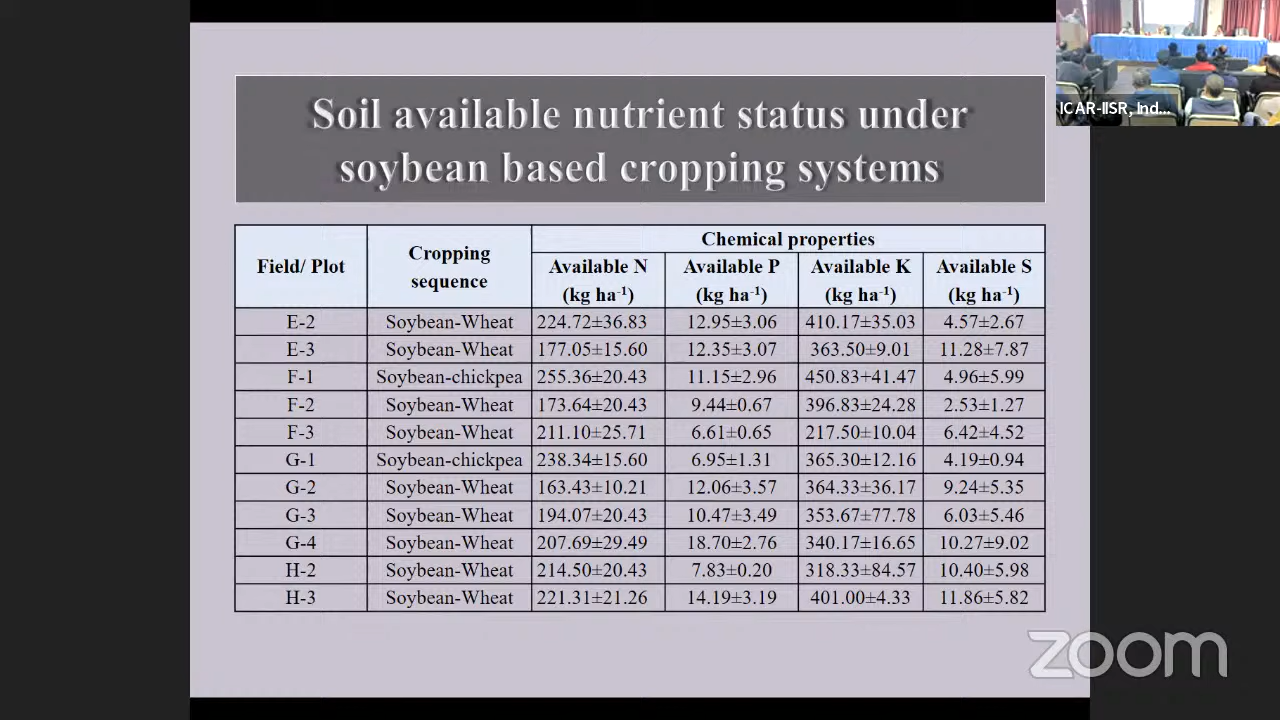 Soil available nutrient status under
soybean based cropping systems
ICAR-IISR, Ind...
Field/ Plot Cropping sequence Chemical properties
Available N (kg ha-1) Available P (kg ha-1) Available K (kg ha-1) Available S (kg ha-1)
E-2 Soybean-Wheat 224.72±36.83 12.95±3.06 410.17±35.03 4.57±2.67
E-3 Soybean-Wheat 177.05±15.60 12.35±3.07 363.50±9.01 11.28±7.87
F-1 Soybean-chickpea 255.36±20.43 11.15±2.96 450.83+41.47 4.96±5.99
F-2 Soybean-Wheat 173.64±20.43 9.44±0.67 396.83±24.28 2.53±1.27
F-3 Soybean-Wheat 211.10±25.71 6.61±0.65 217.50±10.04 6.42±4.52
G-1 Soybean-chickpea 238.34±15.60 6.95±1.31 365.30±12.16 4.19±0.94
G-2 Soybean-Wheat 163.43±10.21 12.06±3.57 364.33±36.17 9.24±5.35
G-3 Soybean-Wheat 194.07±20.43 10.47±3.49 353.67±77.78 6.03±5.46
G-4 Soybean-Wheat 207.69±29.49 18.70±2.76 340.17±16.65 10.27±9.02
H-2 Soybean-Wheat 214.50±20.43 7.83±0.20 318.33±84.57 10.40±5.98
H-3 Soybean-Wheat 221.31±21.26 14.19±3.19 401.00±4.33 11.86±5.82
zoom